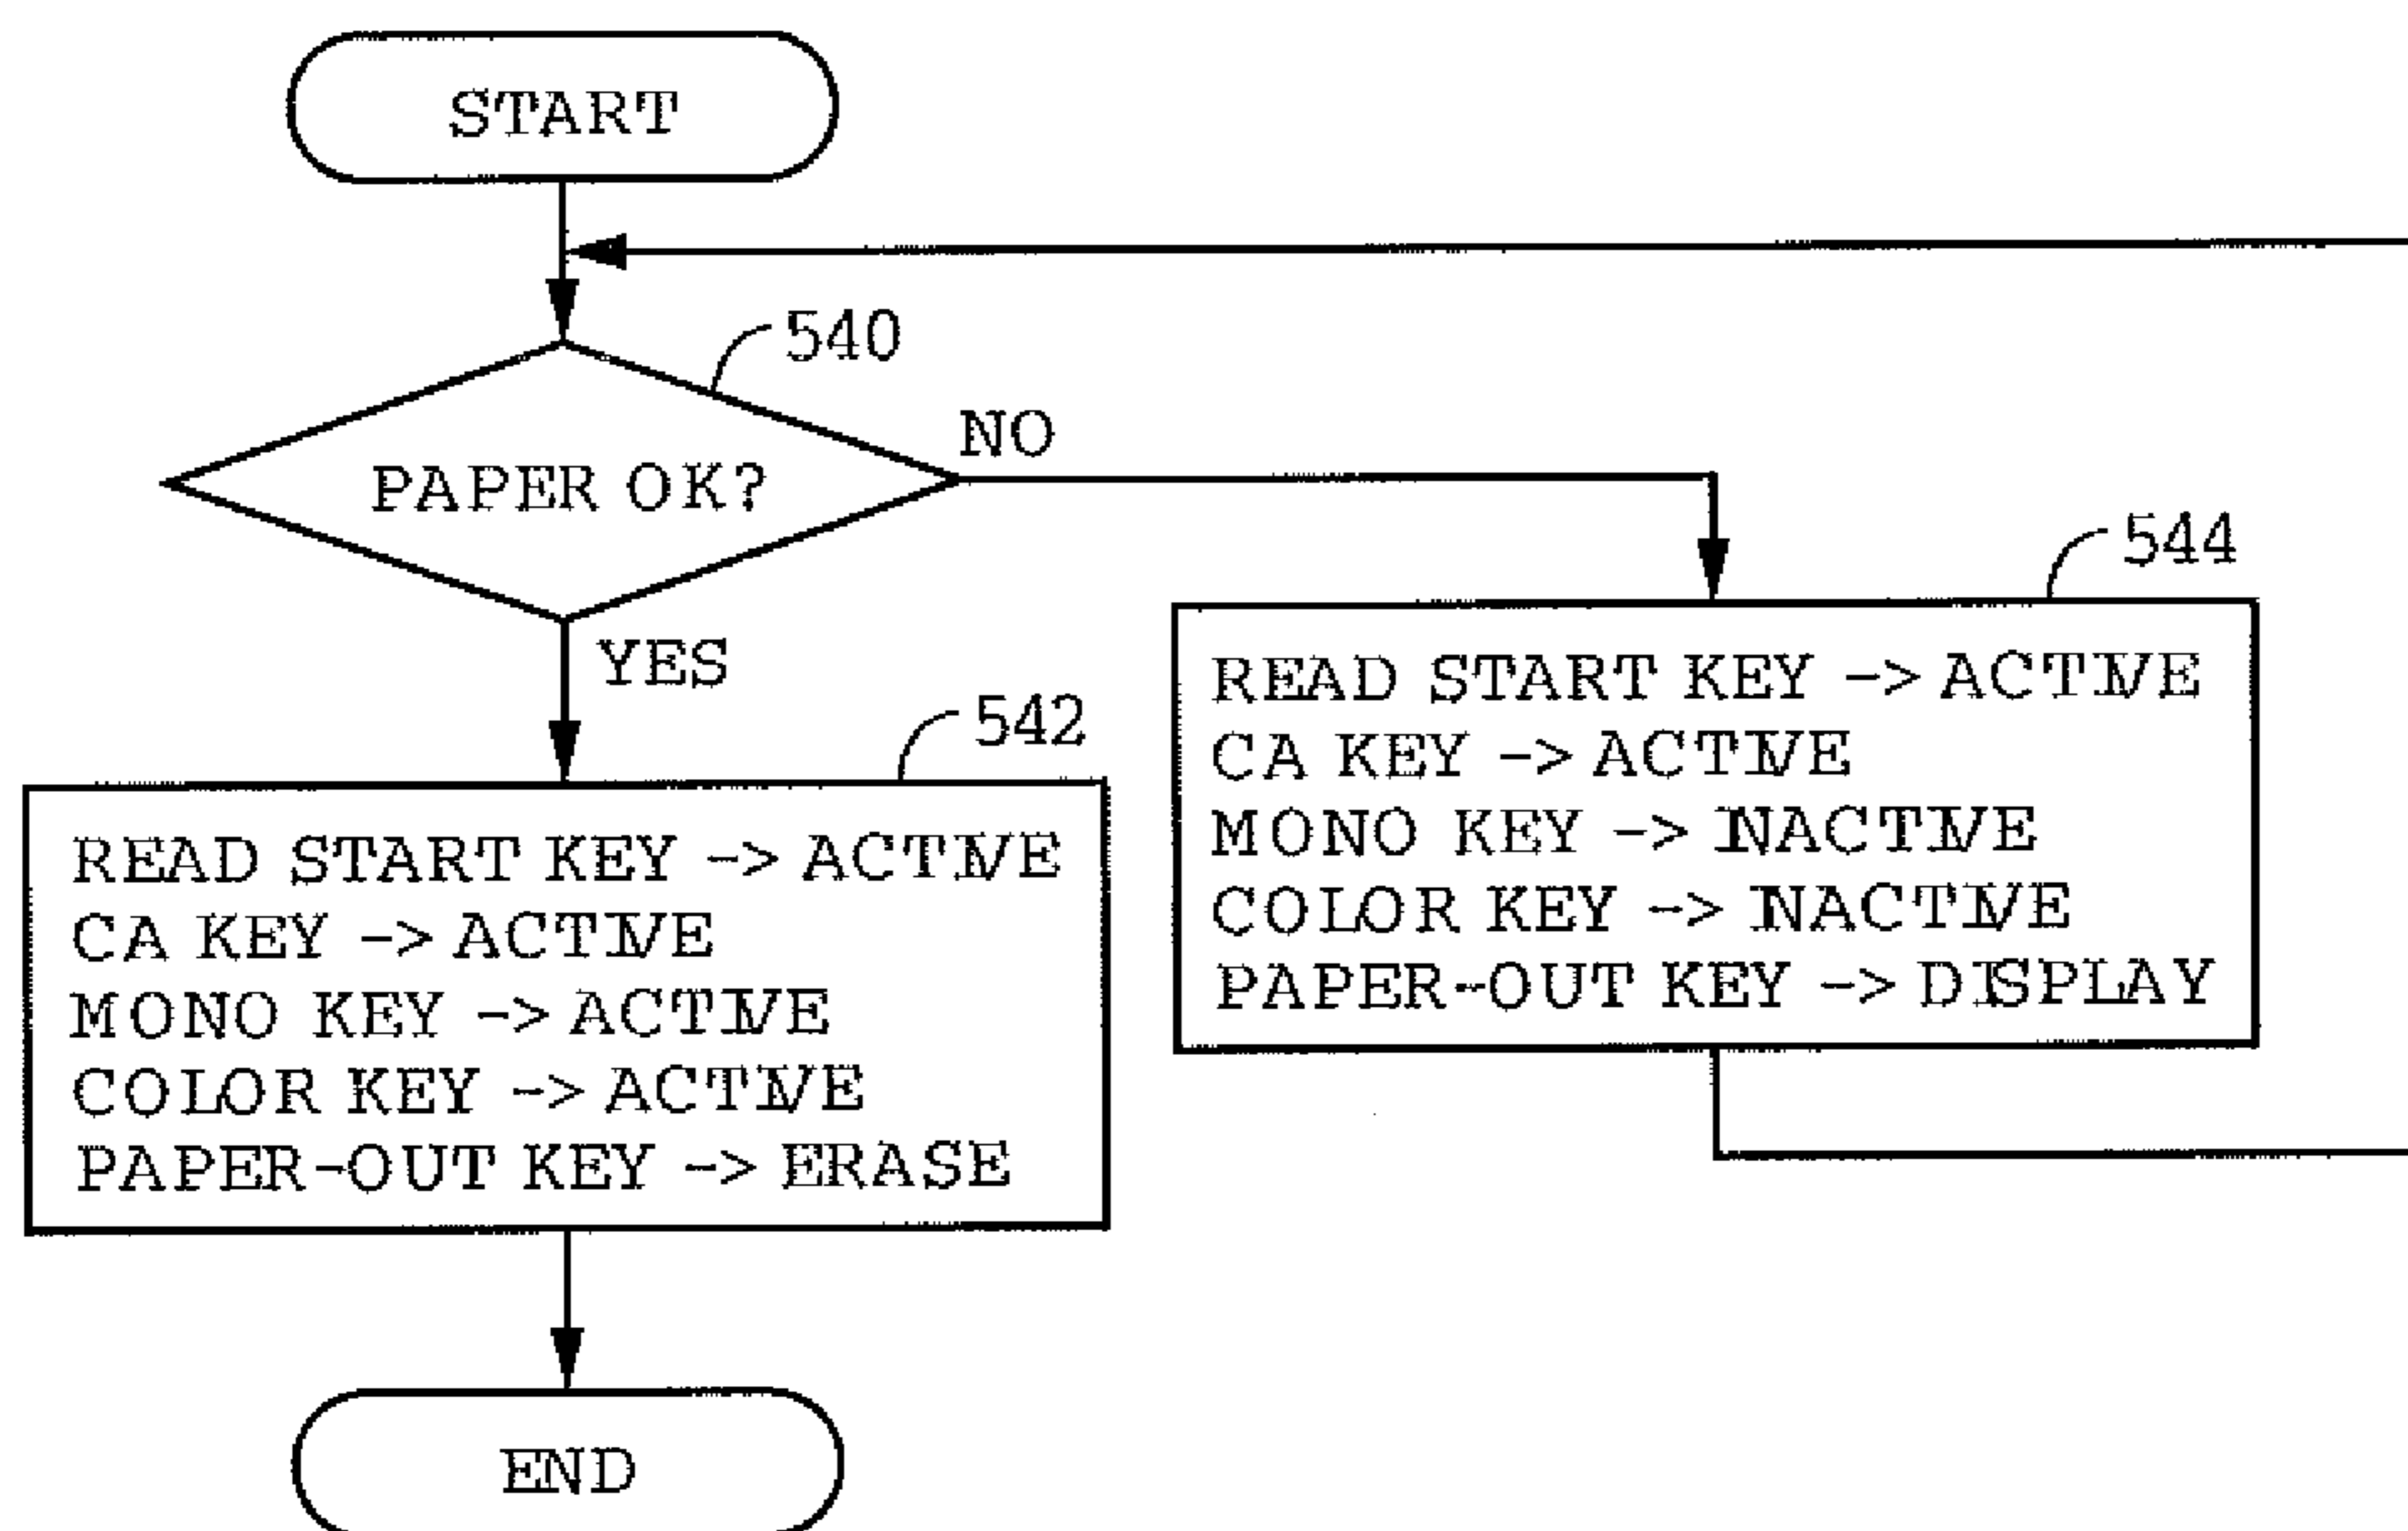 START
540
PAPER OK?
NO
YES
542
READ START KEY -> ACTIVE
CA KEY -> ACTIVE
MONO KEY -> ACTIVE
COLOR KEY -> ACTIVE
PAPER-OUT KEY -> ERASE
544
READ START KEY -> ACTIVE
CA KEY -> ACTIVE
MONO KEY -> INACTIVE
COLOR KEY -> INACTIVE
PAPER-OUT KEY -> DISPLAY
END